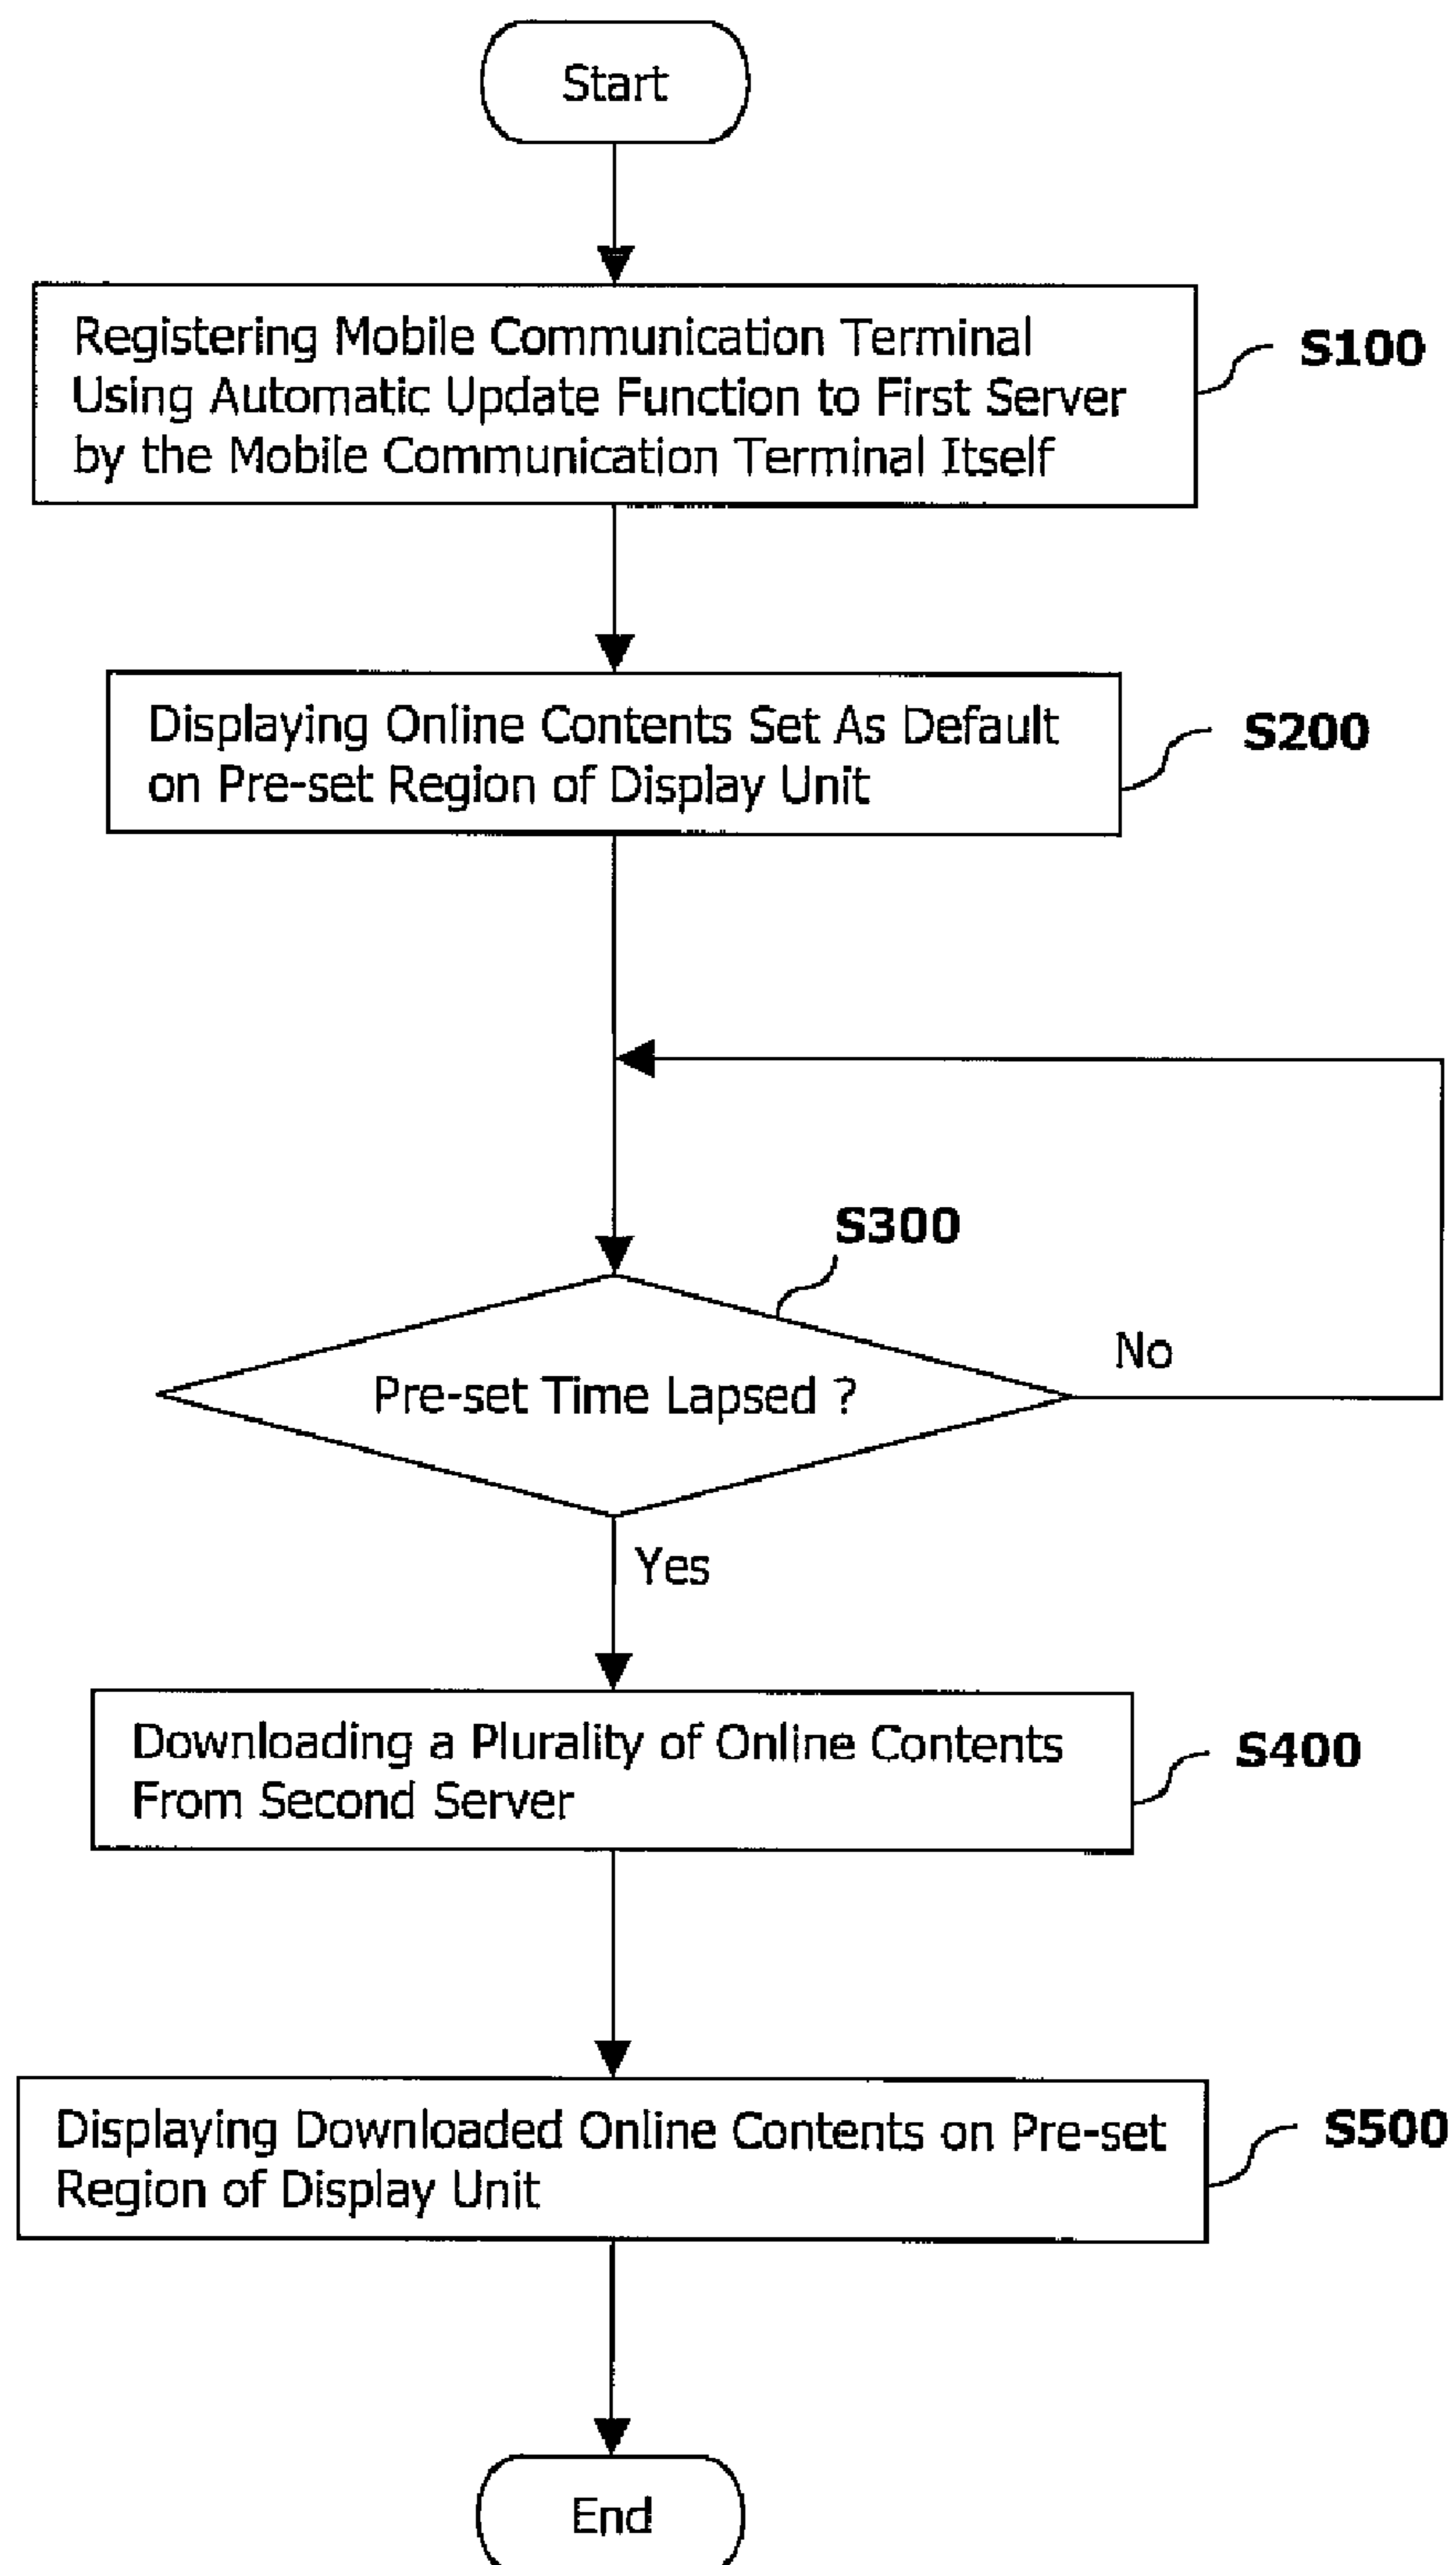 Start
Registering Mobile Communication Terminal
Using Automatic Update Function to First Server
by the Mobile Communication Terminal Itself
S100
Displaying Online Contents Set As Default
on Pre-set Region of Display Unit
S200
S300
Pre-set Time Lapsed ?
No
Yes
Downloading a Plurality of Online Contents
From Second Server
S400
Displaying Downloaded Online Contents on Pre-set
Region of Display Unit
S500
End